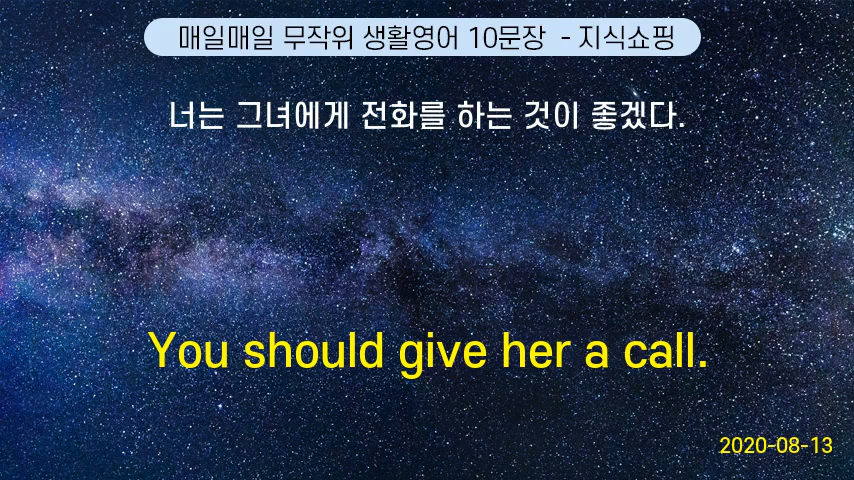 매일매일 무작위 생활영어 10문장 - 지식쇼핑
너는 그녀에게 전화를 하는 것이 좋겠다.
You should give her a call.
2020-08-13